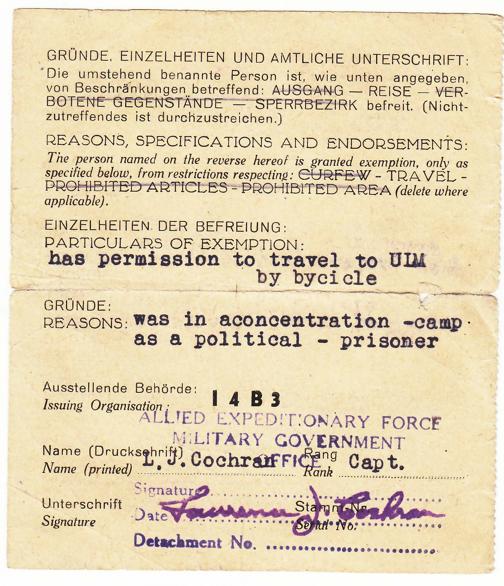 GRÜNDE, EINZELHEITEN UND AMTLICHE UNTERSCHRIFT:
Die umstehend benannte Person ist, wie unten angegeben,
von Beschränkungen betreffend: AUSGANG — REISE — VER-
BOTENE GEGENSTÄNDE — SPERRBEZIRK befreit. (Nicht-
zutreffendes ist durchzustreichen.)
REASONS, SPECIFICATIONS AND ENDORSEMENTS:
The person named on the reverse hereof is granted exemption, only as
specified below, from restrictions respecting: CURFEW - TRAVEL -
PROHIBITED ARTICLES - PROHIBITED AREA (delete where
applicable).
EINZELHEITEN DER BEFREIUNG:
PARTICULARS OF EXEMPTION:
has permission to travel to UlM
by bycicle
GRÜNDE:
REASONS: was in aconcentration -camp
as a political - prisoner
Ausstellende Behörde:
Issuing Organisation: I 4 B 3
ALLIED EXPEDITIONARY FORCE
MILITARY GOVERNMENT
OFFICE
Name (Druckschrift) Rang
Name (printed) L.J.Cochran Rank Capt.
Signature
Unterschrift Stamm-Nr.
Signature Date Lawrence J. Cochran Serial No.
Detachment No.